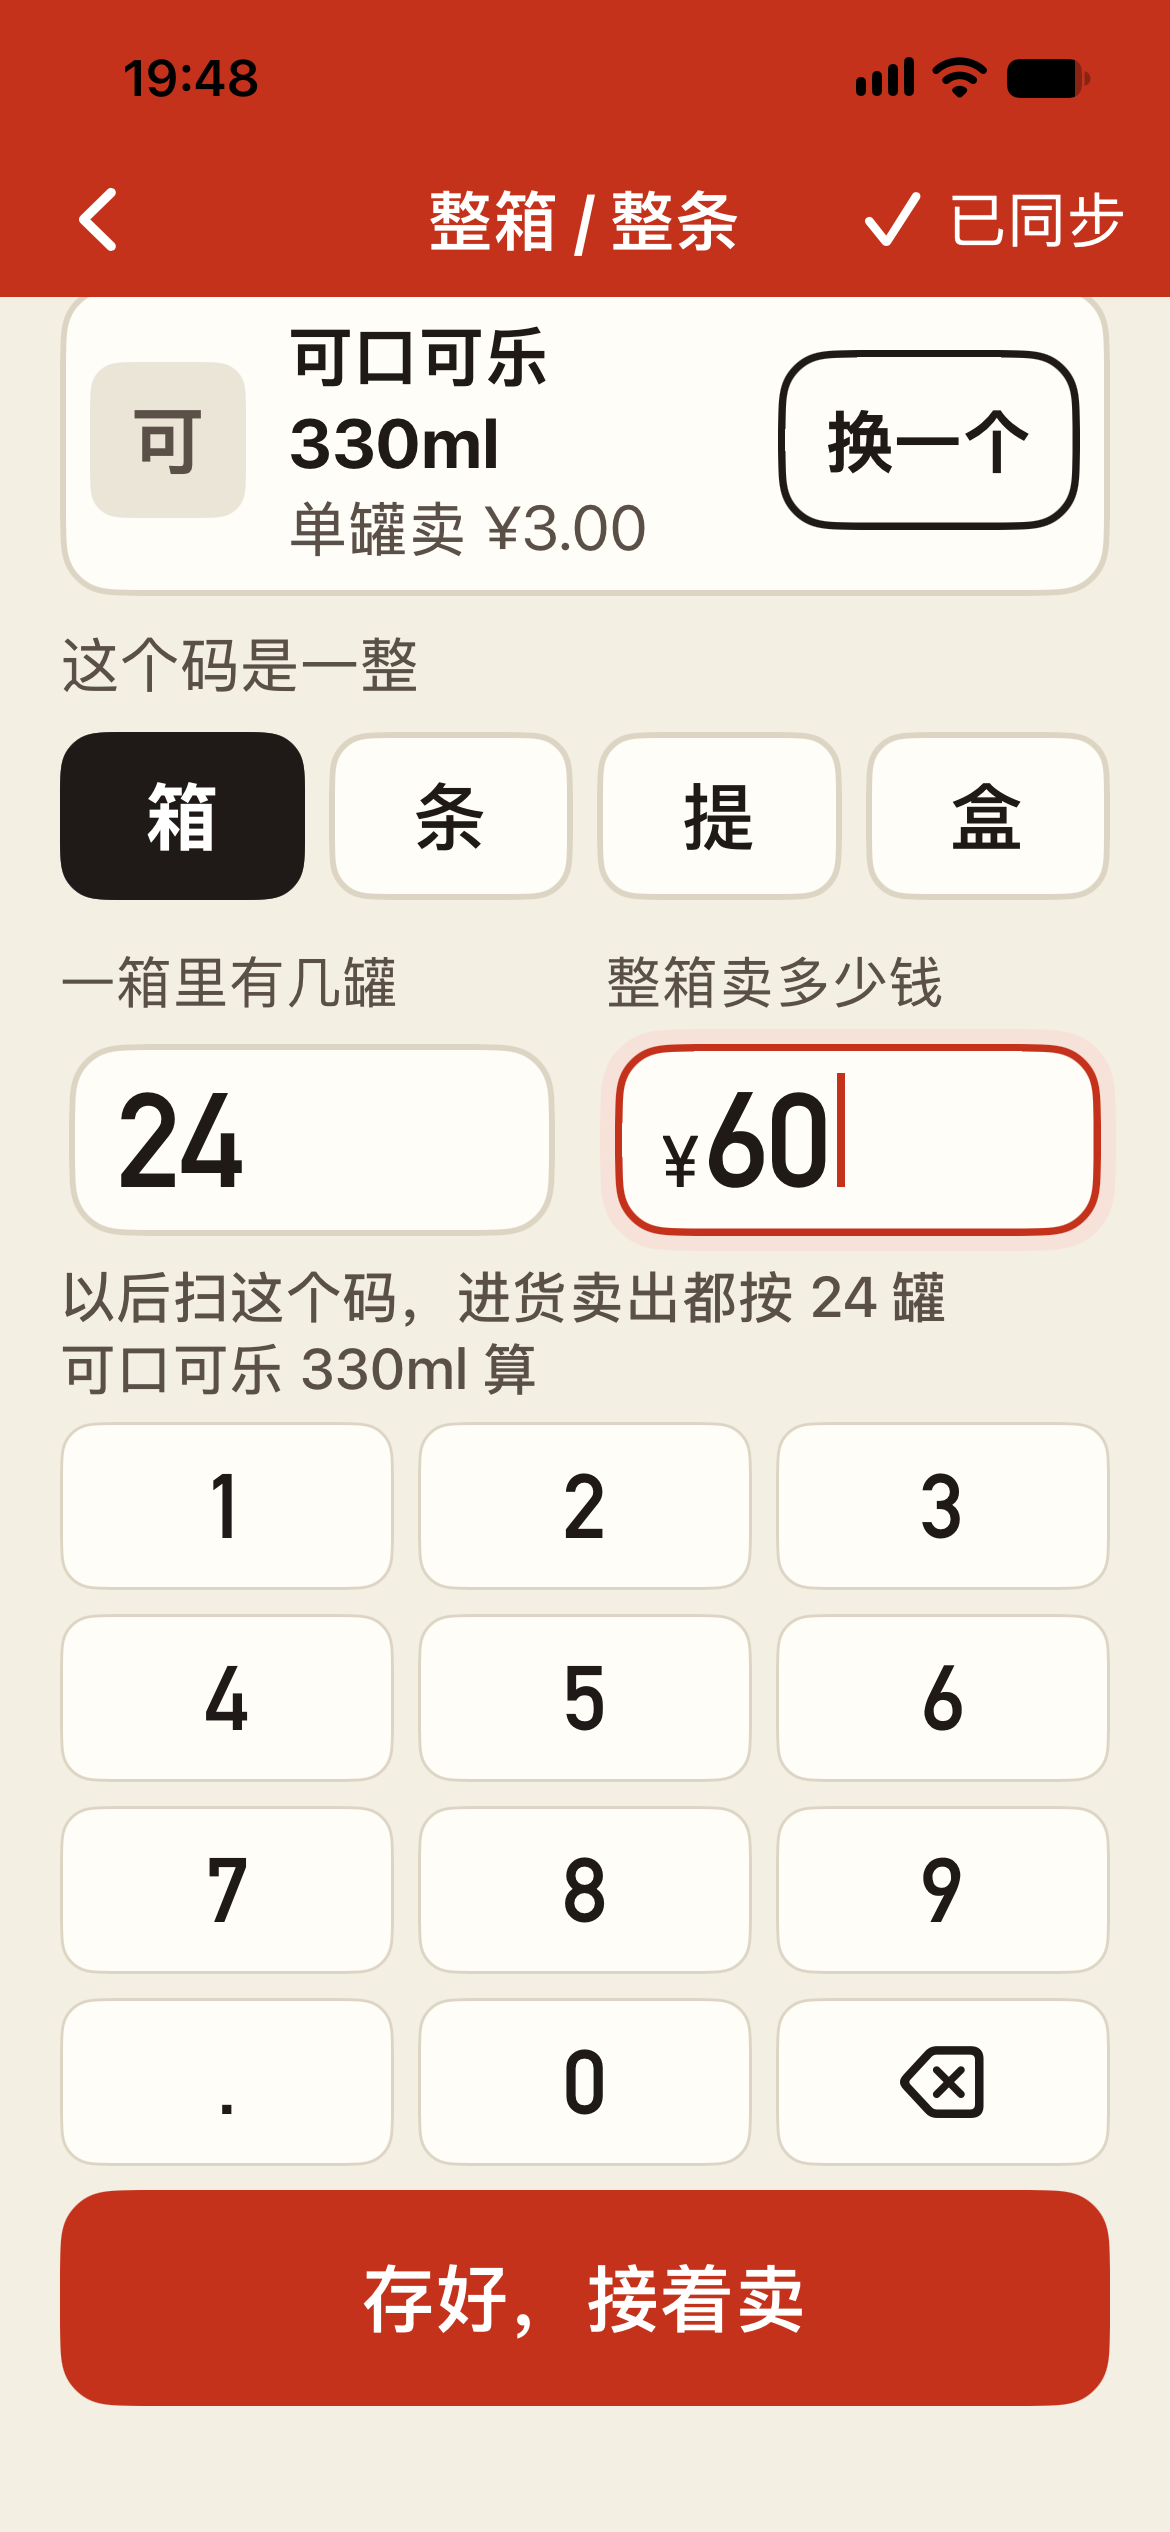 19:48
整箱 / 整条
已同步
可
可口可乐
330ml
单罐卖 ¥3.00
换一个
这个码是一整
箱
条
提
盒
一箱里有几罐
整箱卖多少钱
24
¥60
以后扫这个码，进货卖出都按 24 罐
可口可乐 330ml 算
1
2
3
4
5
6
7
8
9
.
0
存好，接着卖